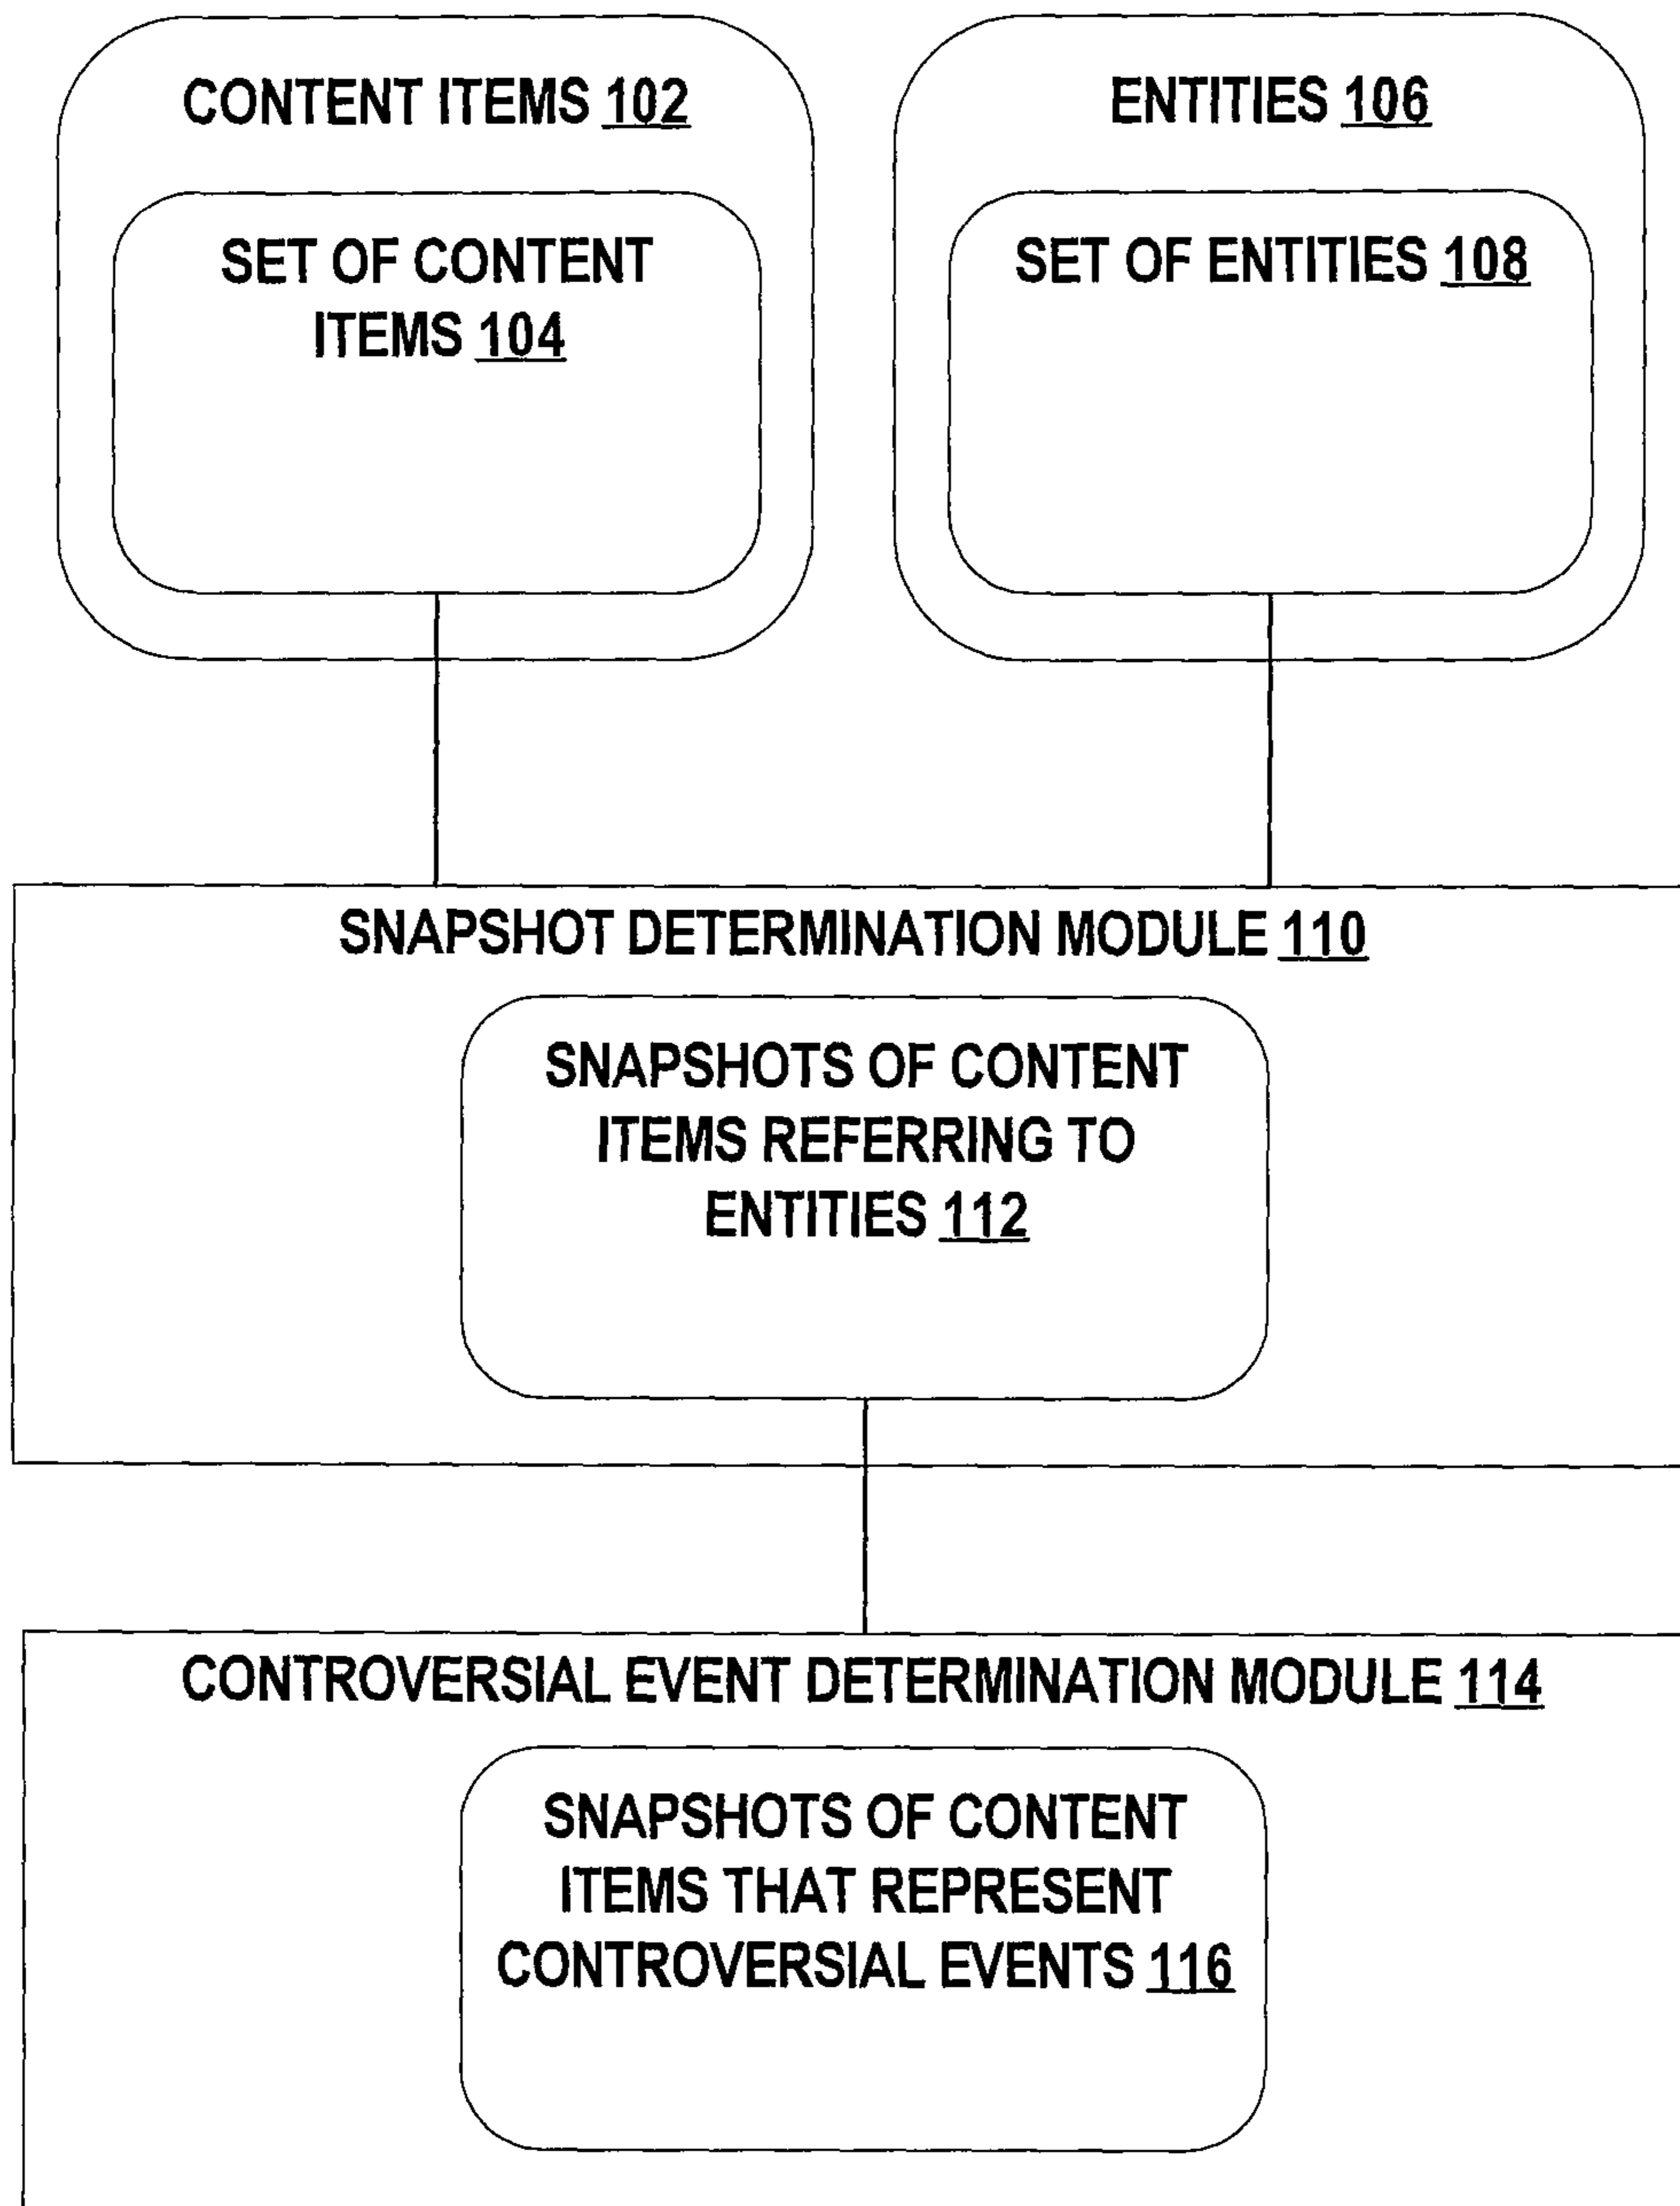 CONTENT ITEMS 102
SET OF CONTENT
ITEMS 104
ENTITIES 106
SET OF ENTITIES 108
SNAPSHOT DETERMINATION MODULE 110
SNAPSHOTS OF CONTENT
ITEMS REFERRING TO
ENTITIES 112
CONTROVERSIAL EVENT DETERMINATION MODULE 114
SNAPSHOTS OF CONTENT
ITEMS THAT REPRESENT
CONTROVERSIAL EVENTS 116